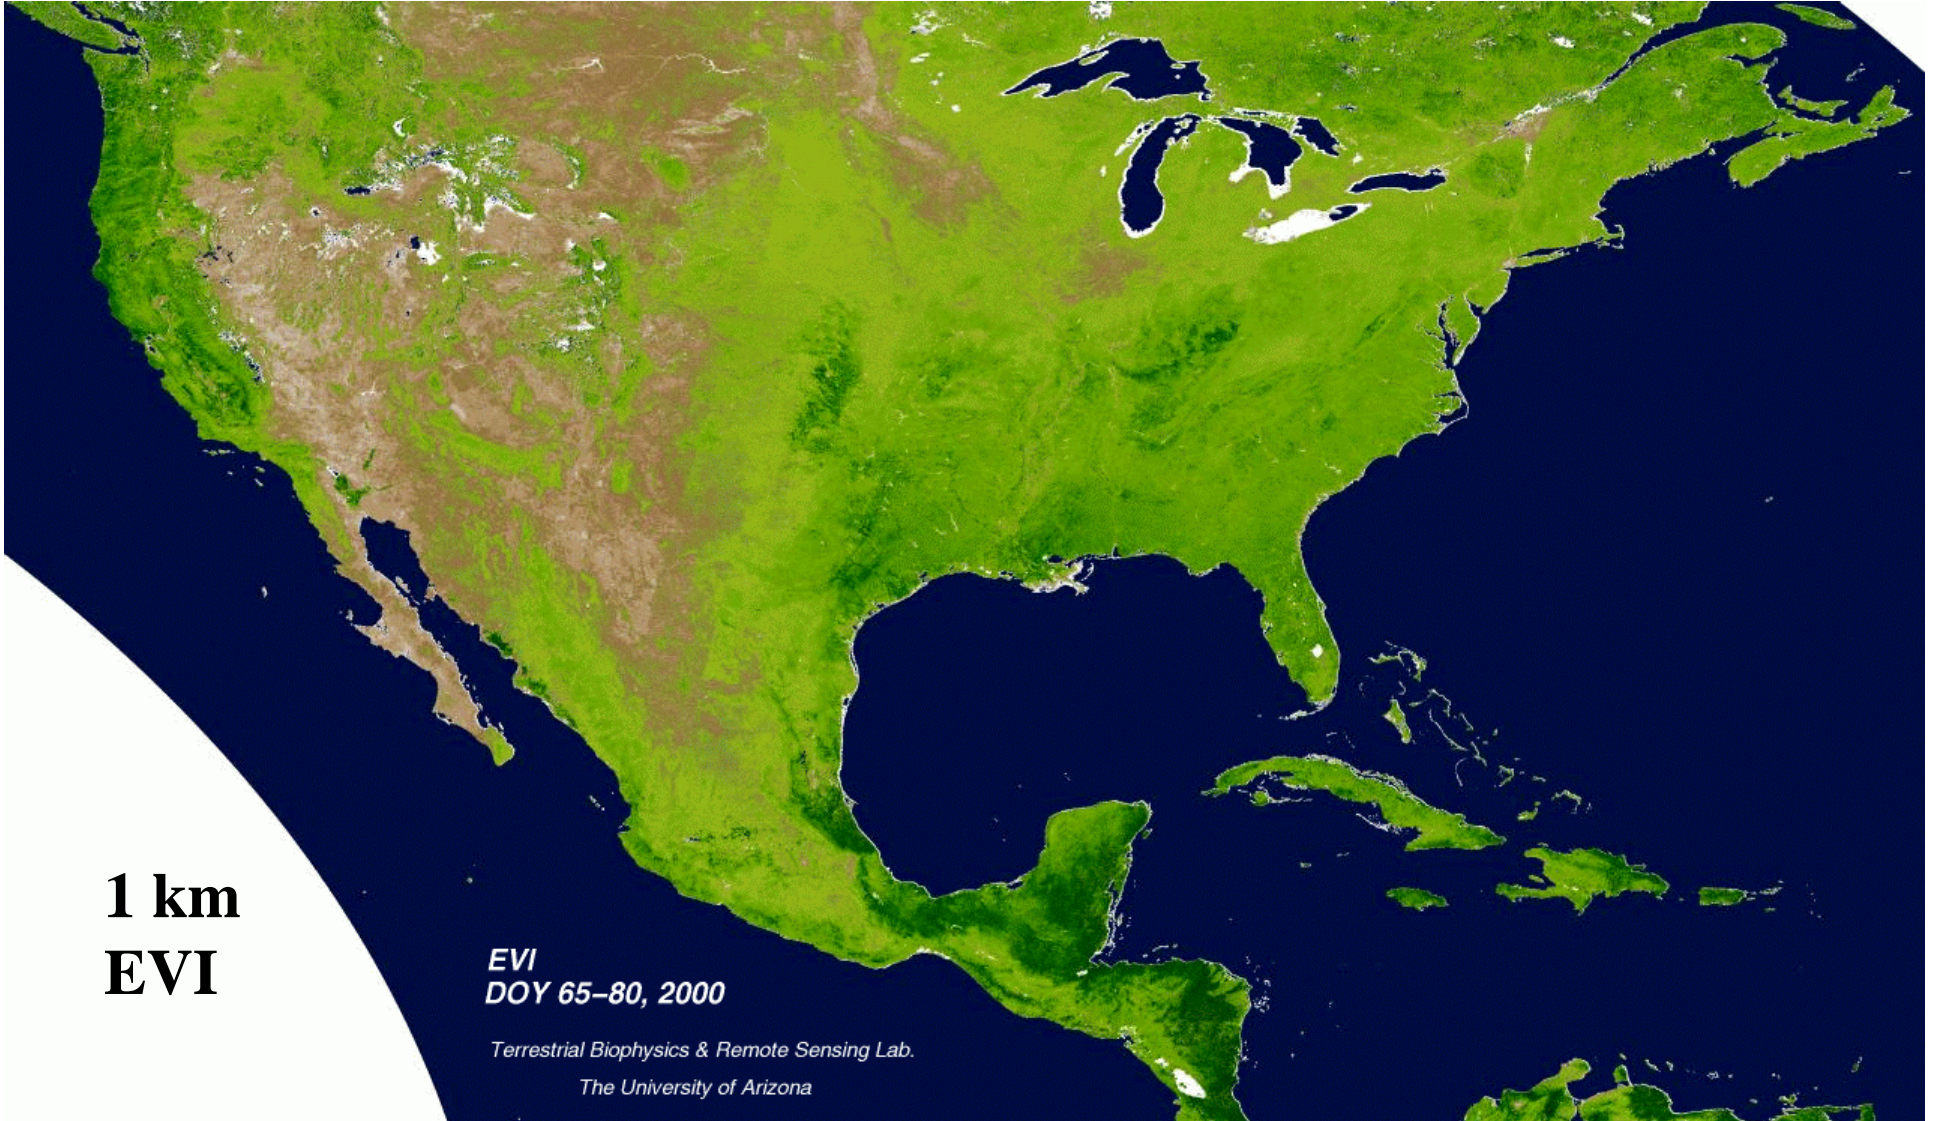 1 km
EVI
EVI
DOY 65–80, 2000
Terrestrial Biophysics & Remote Sensing Lab.
The University of Arizona